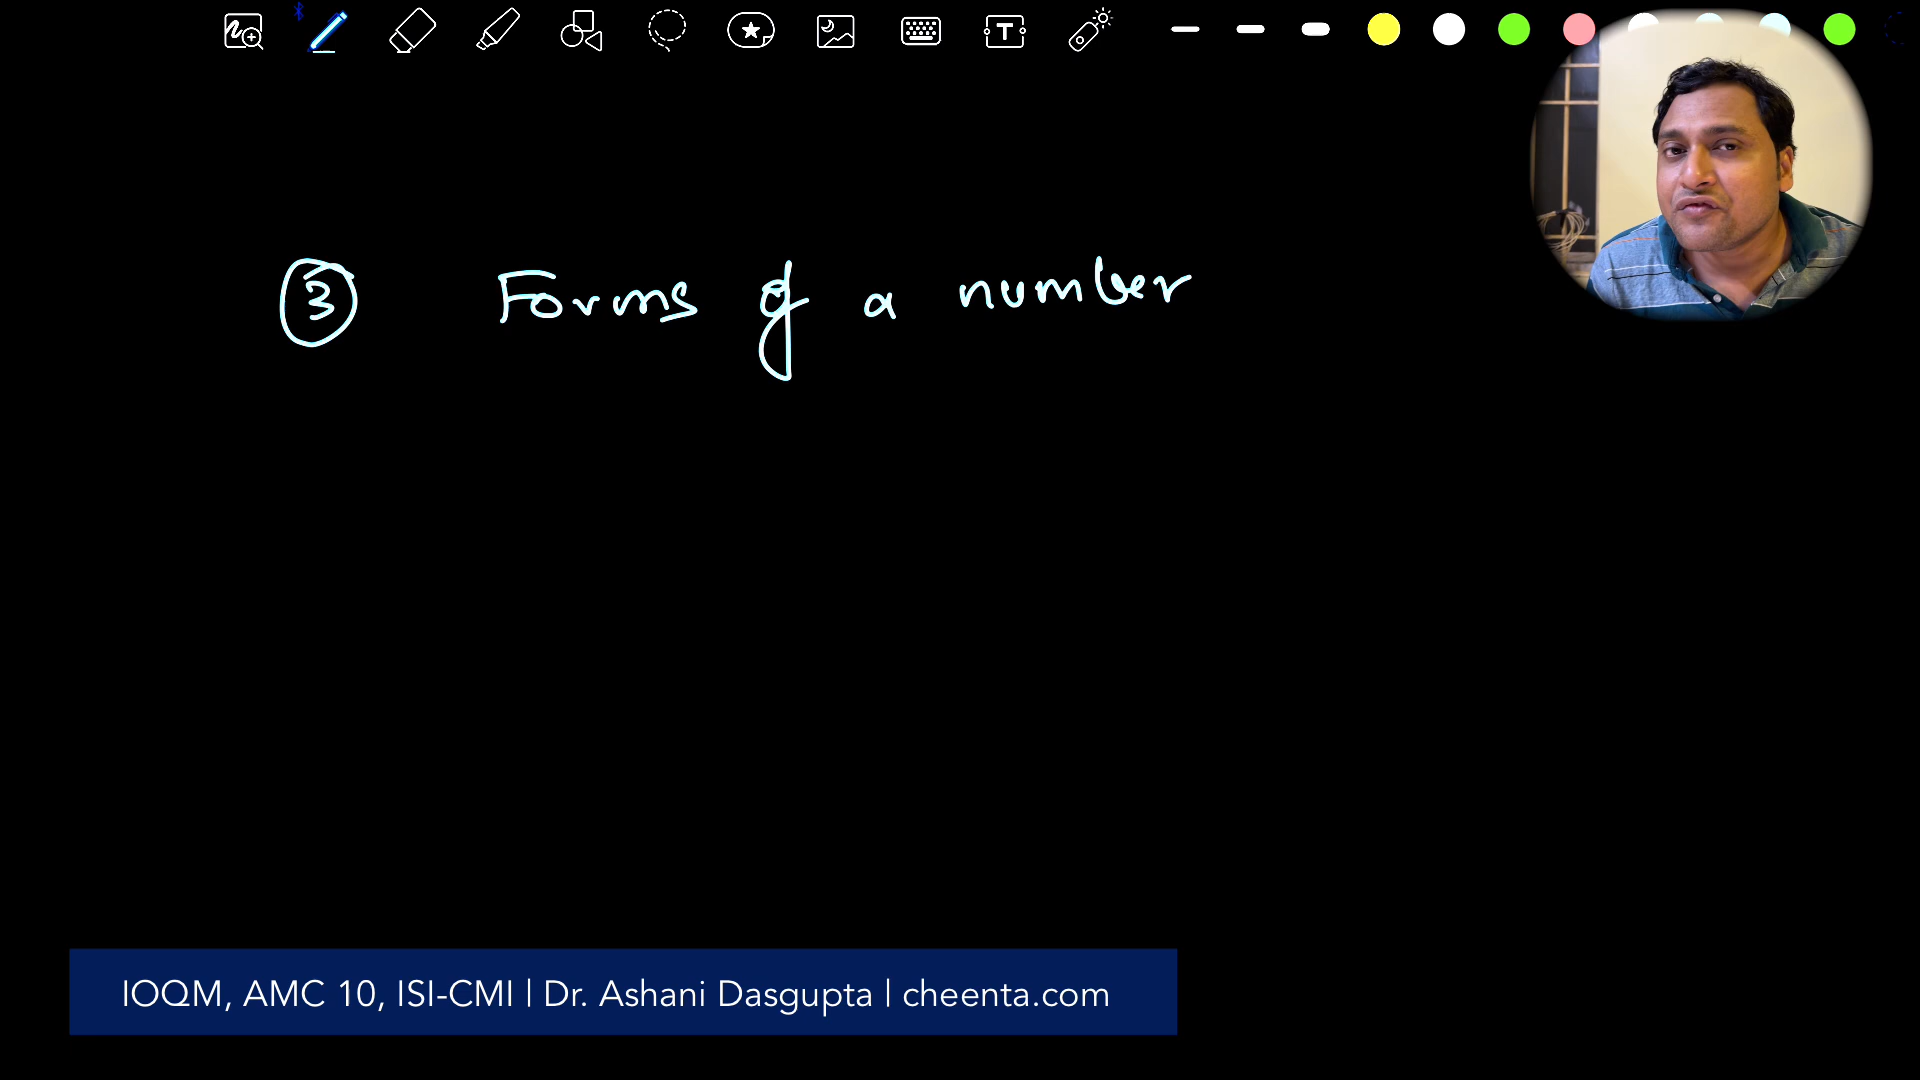 ③ Forms of a number
IOQM, AMC 10, ISI-CMI | Dr. Ashani Dasgupta | cheenta.com